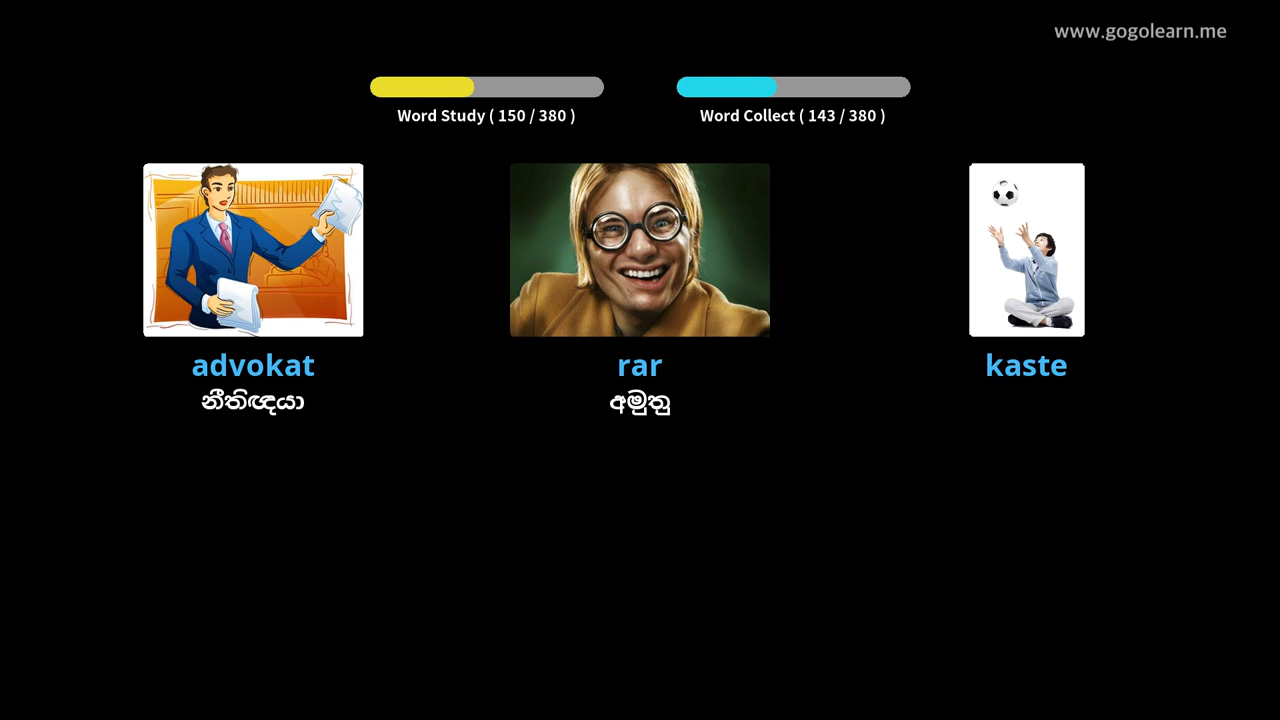 www.gogolearn.me
Word Study ( 150 / 380 )
Word Collect ( 143 / 380 )
advokat
rar
kaste
නීතිඥයා
අමුතු